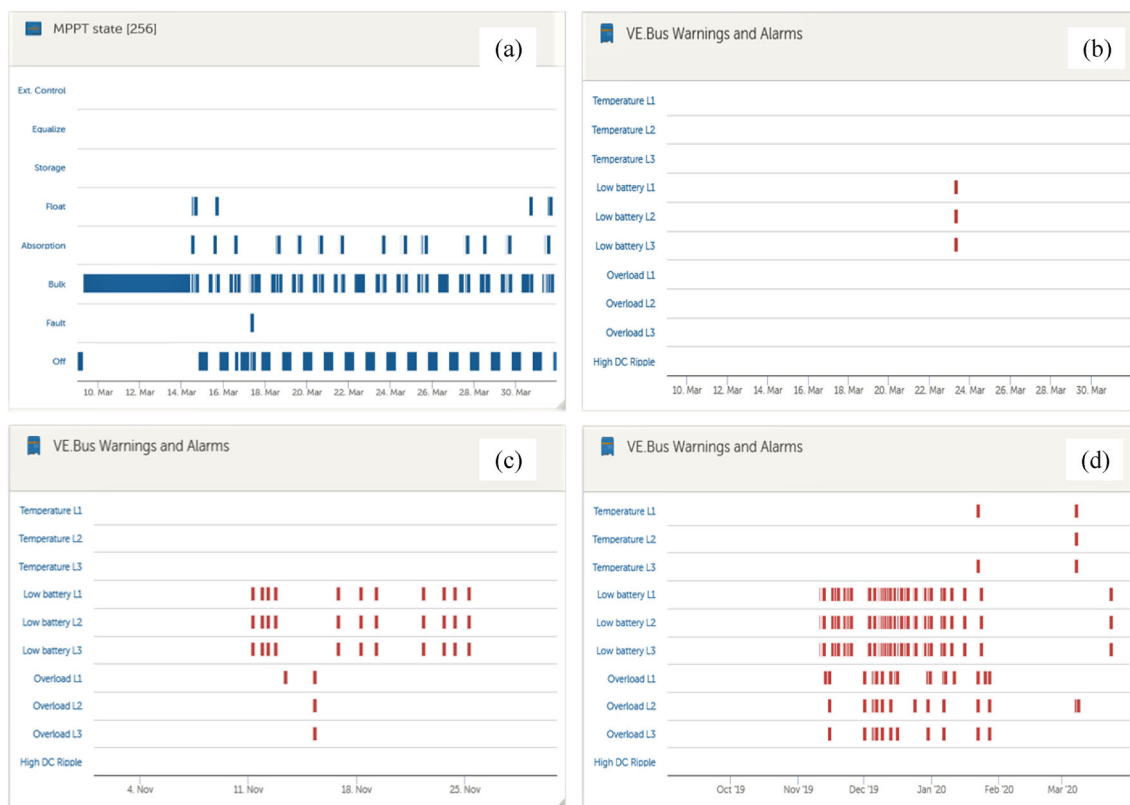 MPPT state [256]
(a)
Ext. Control
Equalize
Storage
Float
Absorption
Bulk
Fault
Off
10. Mar 12. Mar 14. Mar 16. Mar 18. Mar 20. Mar 22. Mar 24. Mar 26. Mar 28. Mar 30. Mar
VE.Bus Warnings and Alarms
(b)
Temperature L1
Temperature L2
Temperature L3
Low battery L1
Low battery L2
Low battery L3
Overload L1
Overload L2
Overload L3
High DC Ripple
10. Mar 12. Mar 14. Mar 16. Mar 18. Mar 20. Mar 22. Mar 24. Mar 26. Mar 28. Mar 30. Mar
VE.Bus Warnings and Alarms
(c)
Temperature L1
Temperature L2
Temperature L3
Low battery L1
Low battery L2
Low battery L3
Overload L1
Overload L2
Overload L3
High DC Ripple
4. Nov 11. Nov 18. Nov 25. Nov
VE.Bus Warnings and Alarms
(d)
Temperature L1
Temperature L2
Temperature L3
Low battery L1
Low battery L2
Low battery L3
Overload L1
Overload L2
Overload L3
High DC Ripple
Oct '19 Nov '19 Dec '19 Jan '20 Feb '20 Mar '20